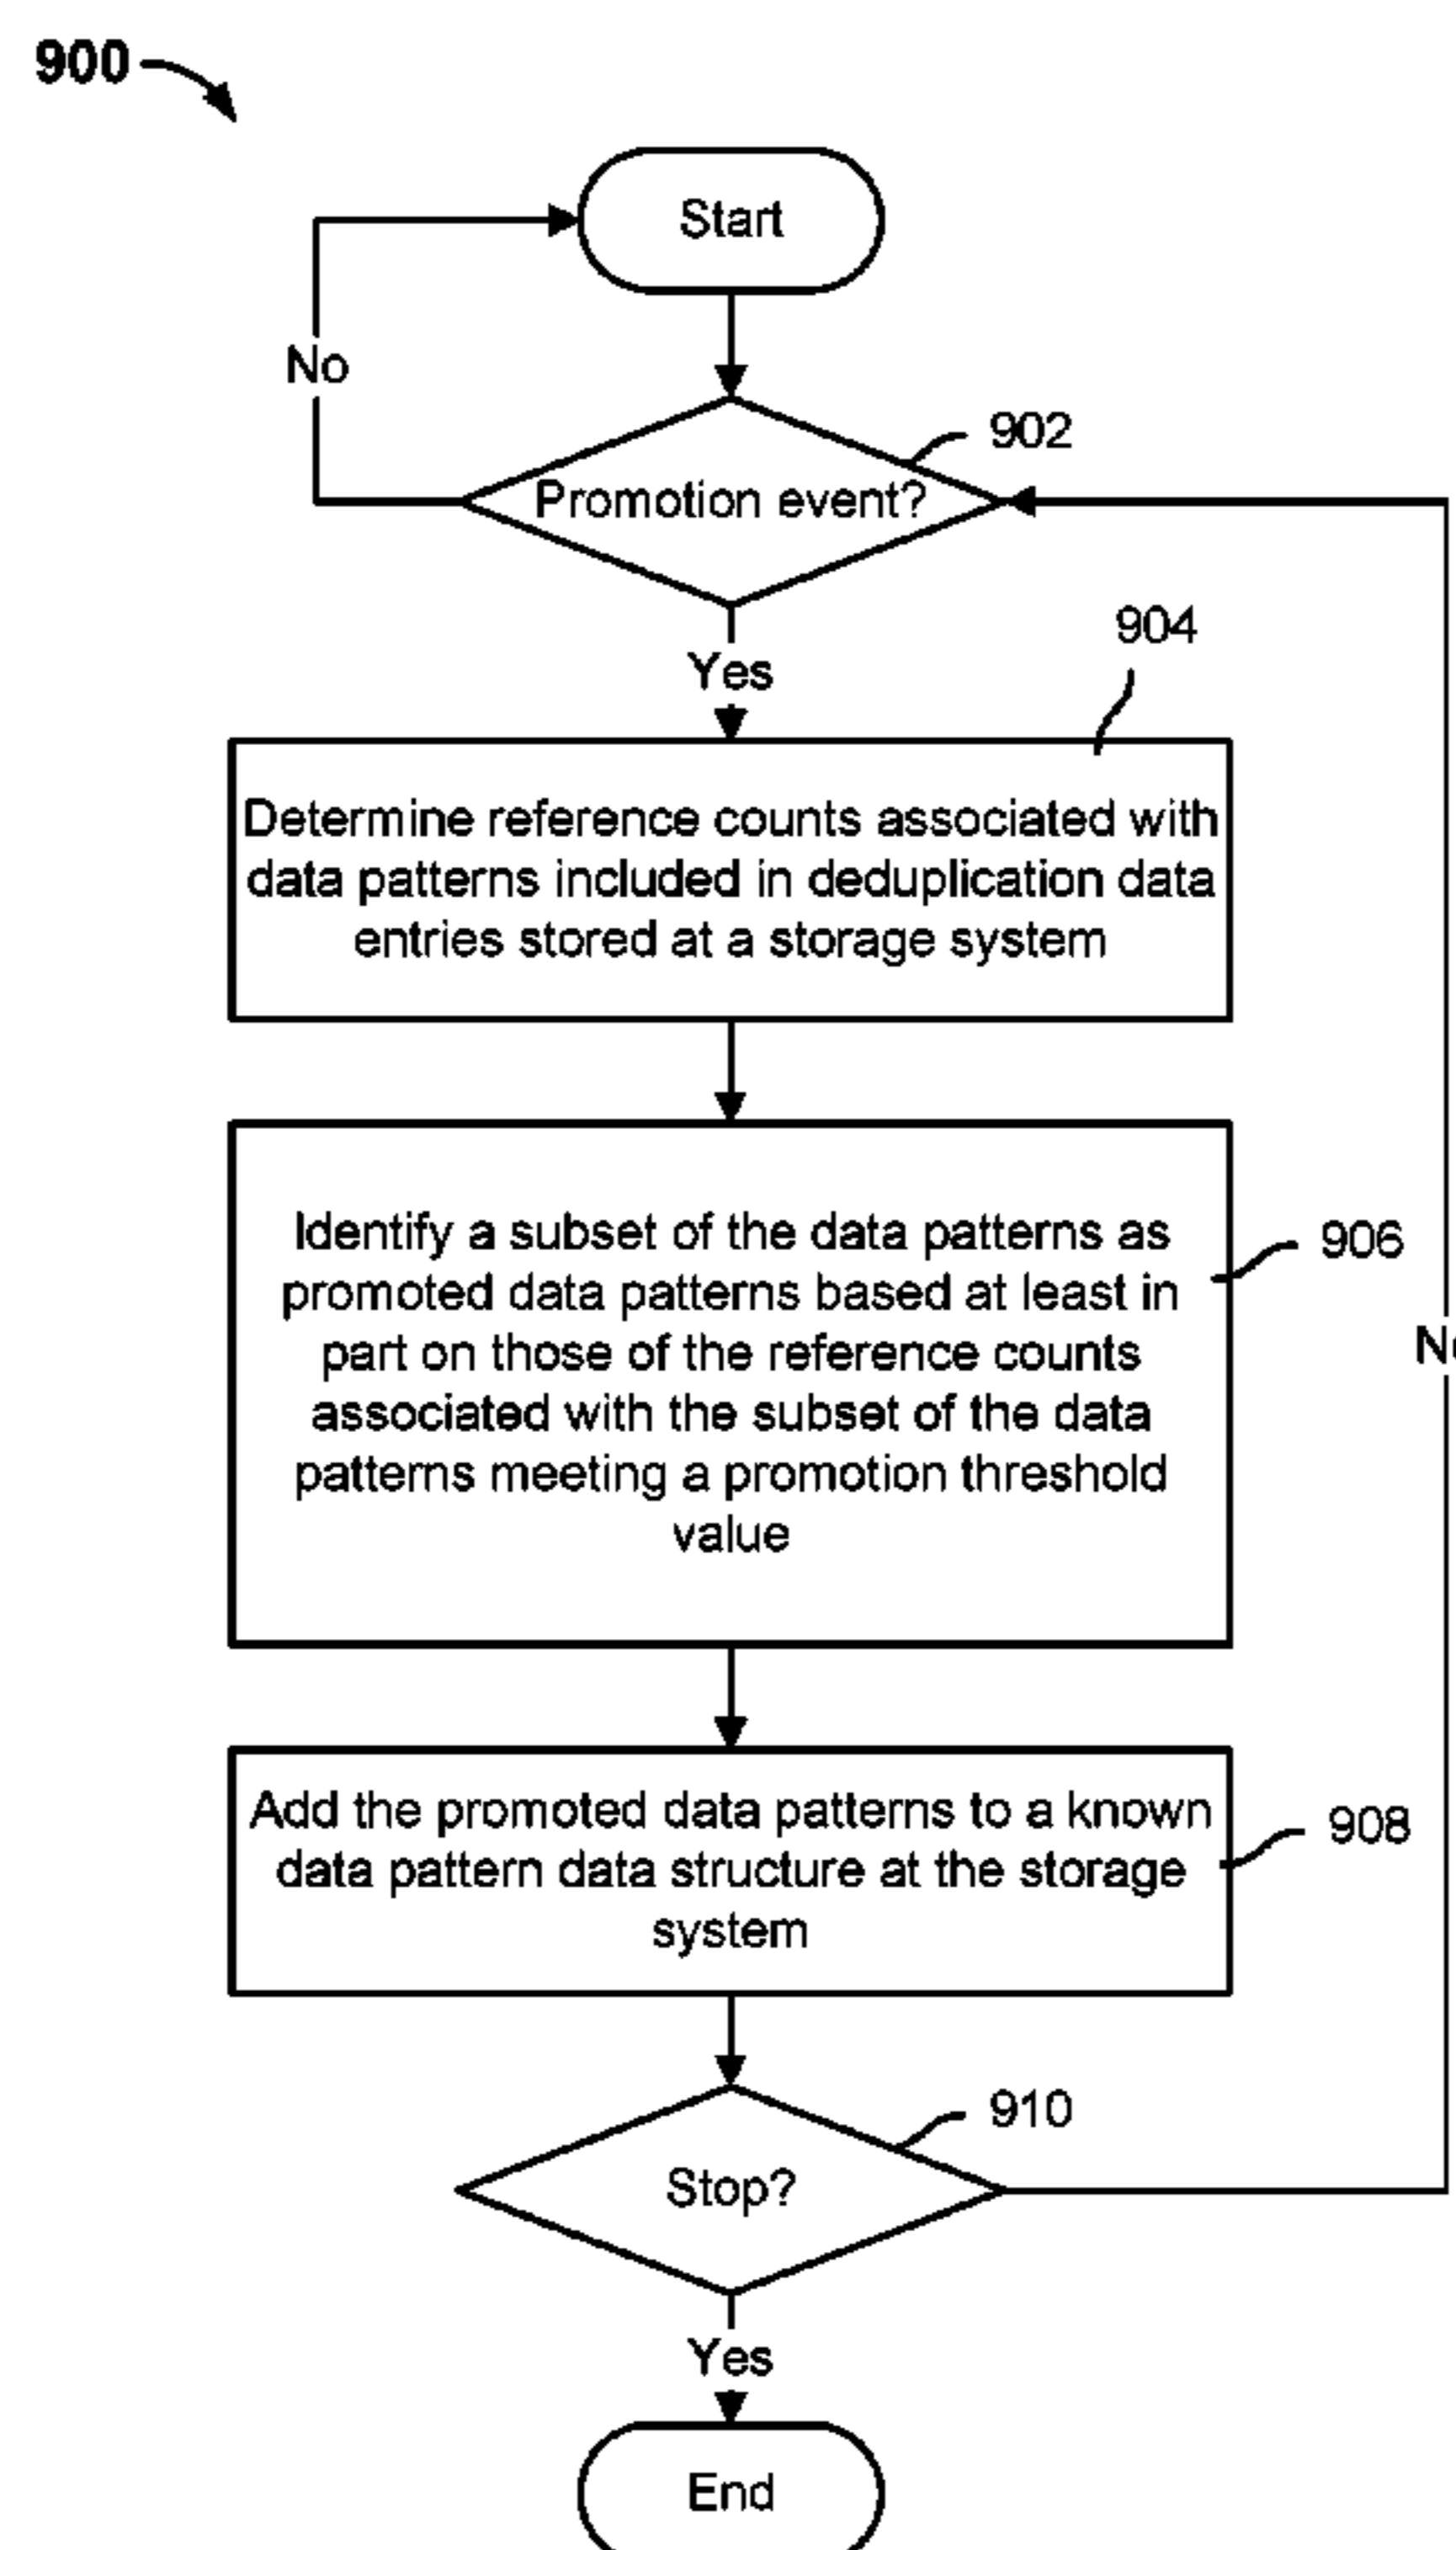 900
Start
No
902
Promotion event?
904
Yes
Determine reference counts associated with
data patterns included in deduplication data
entries stored at a storage system
Identify a subset of the data patterns as
promoted data patterns based at least in
part on those of the reference counts
associated with the subset of the data
patterns meeting a promotion threshold
value
906
Add the promoted data patterns to a known
data pattern data structure at the storage
system
908
910
Stop?
Yes
End